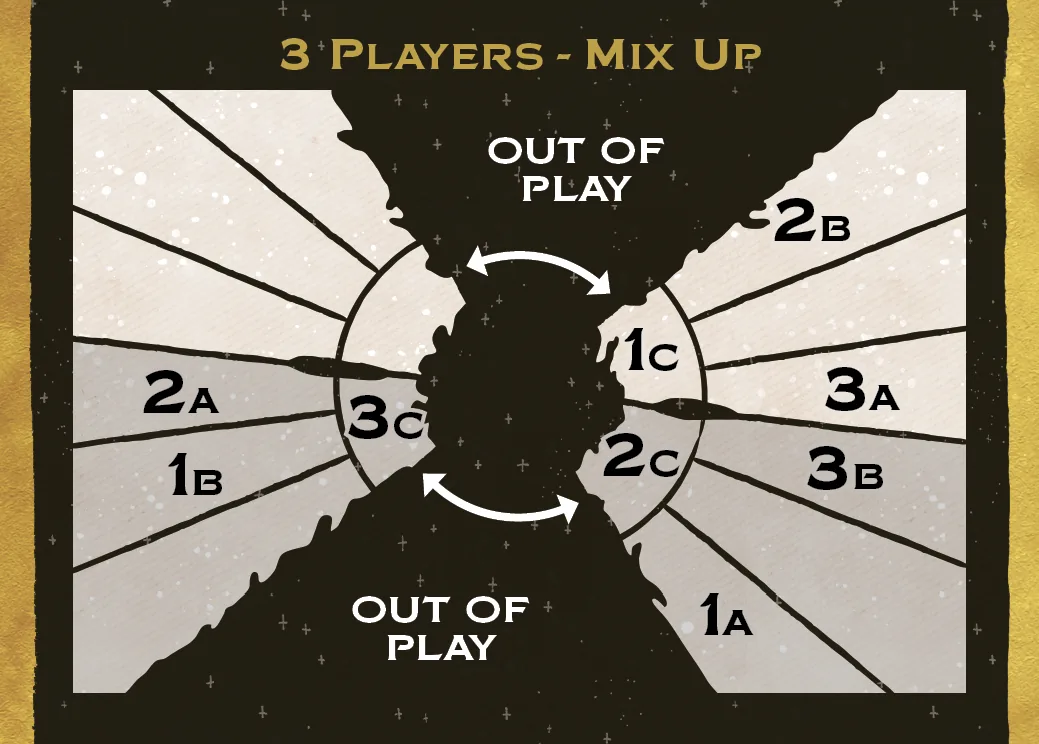 3 Players - Mix Up
OUT OF
PLAY
2B
1C
2A
3C
3A
1B
2C
3B
OUT OF
PLAY
1A